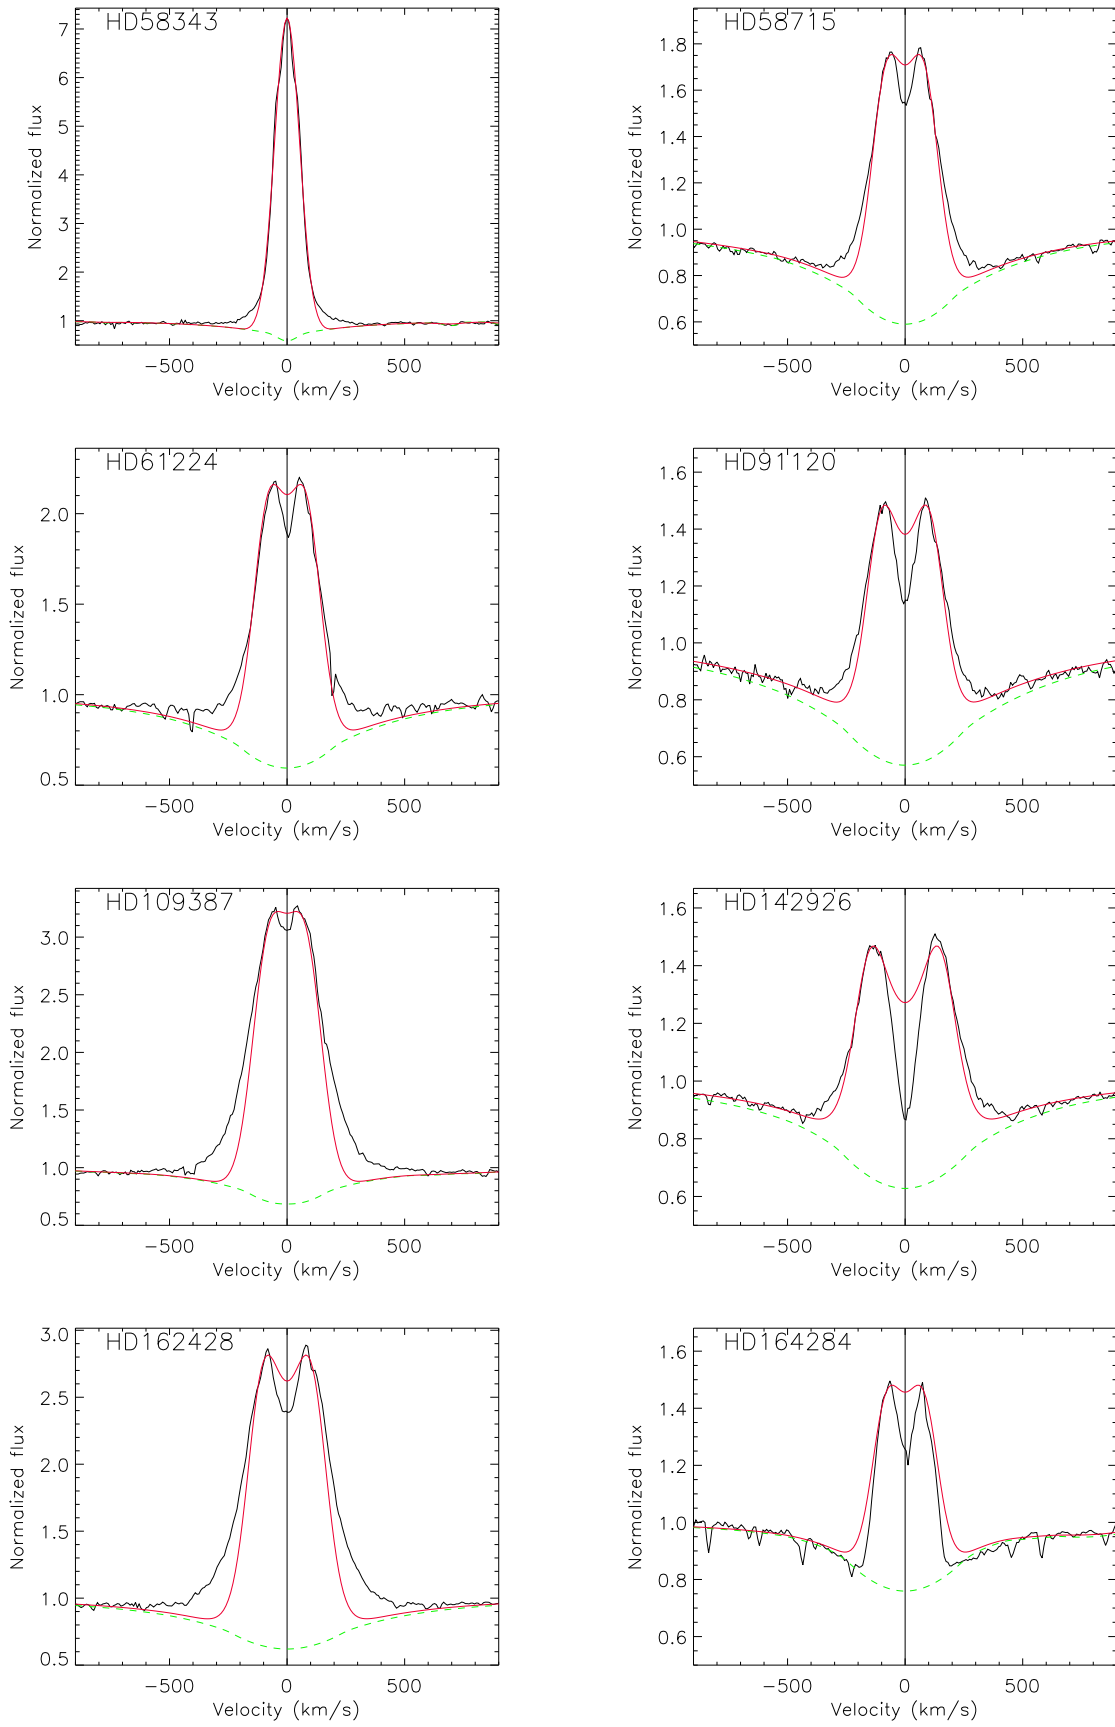 HD58343
7
6
5
4
3
2
1
Normalized flux
−500 0 500
Velocity (km/s)
HD58715
1.8
1.6
1.4
1.2
1.0
0.8
0.6
Normalized flux
−500 0 500
Velocity (km/s)
HD61224
2.0
1.5
1.0
0.5
Normalized flux
−500 0 500
Velocity (km/s)
HD91120
1.6
1.4
1.2
1.0
0.8
0.6
Normalized flux
−500 0 500
Velocity (km/s)
HD109387
3.0
2.5
2.0
1.5
1.0
0.5
Normalized flux
−500 0 500
Velocity (km/s)
HD142926
1.6
1.4
1.2
1.0
0.8
0.6
Normalized flux
−500 0 500
Velocity (km/s)
HD162428
3.0
2.5
2.0
1.5
1.0
0.5
Normalized flux
−500 0 500
Velocity (km/s)
HD164284
1.6
1.4
1.2
1.0
0.8
0.6
Normalized flux
−500 0 500
Velocity (km/s)